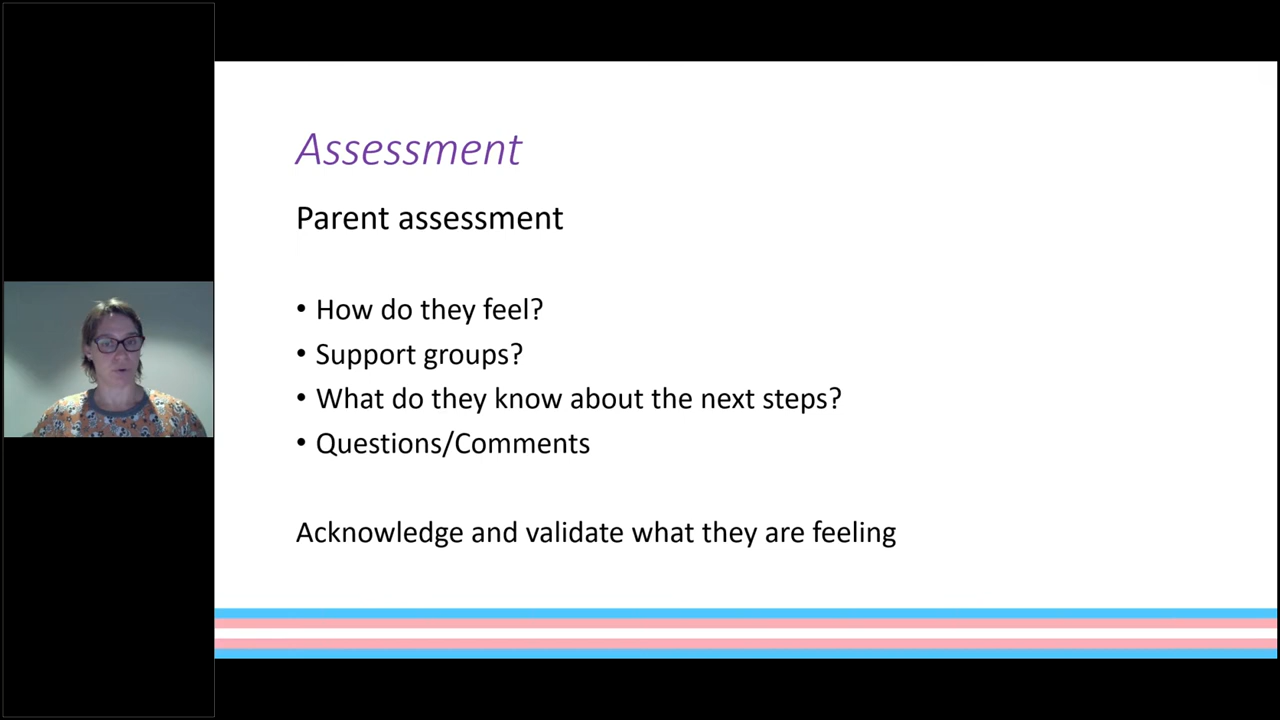 Assessment
Parent assessment
• How do they feel?
• Support groups?
• What do they know about the next steps?
• Questions/Comments
Acknowledge and validate what they are feeling